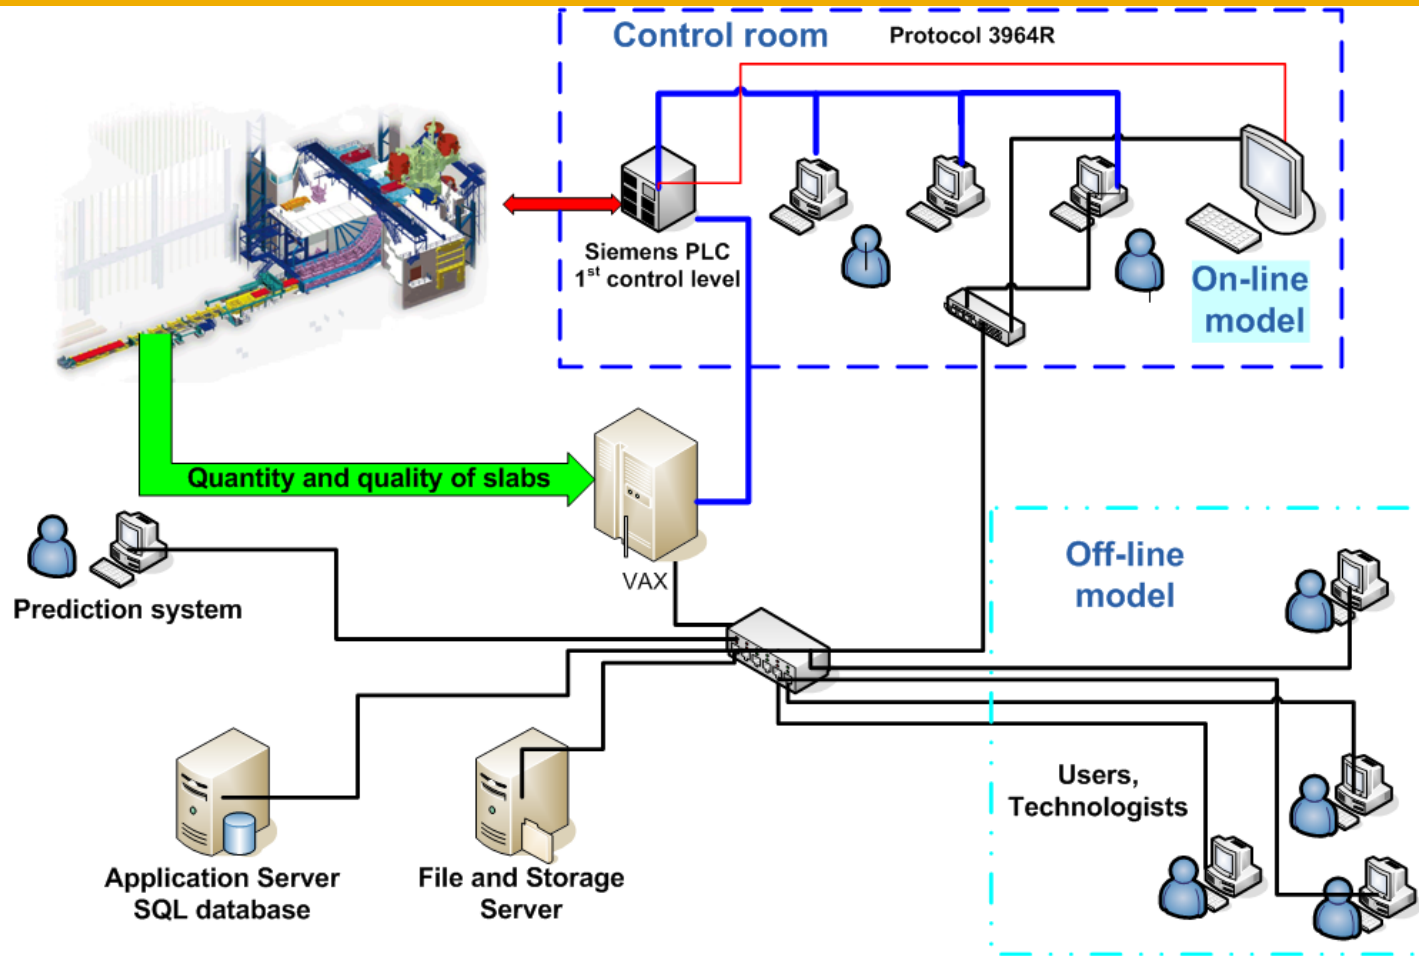 Control room
Protocol 3964R
Siemens PLC
1st control level
On-line
model
Quantity and quality of slabs
VAX
Prediction system
Off-line
model
Users,
Technologists
Application Server
SQL database
File and Storage
Server